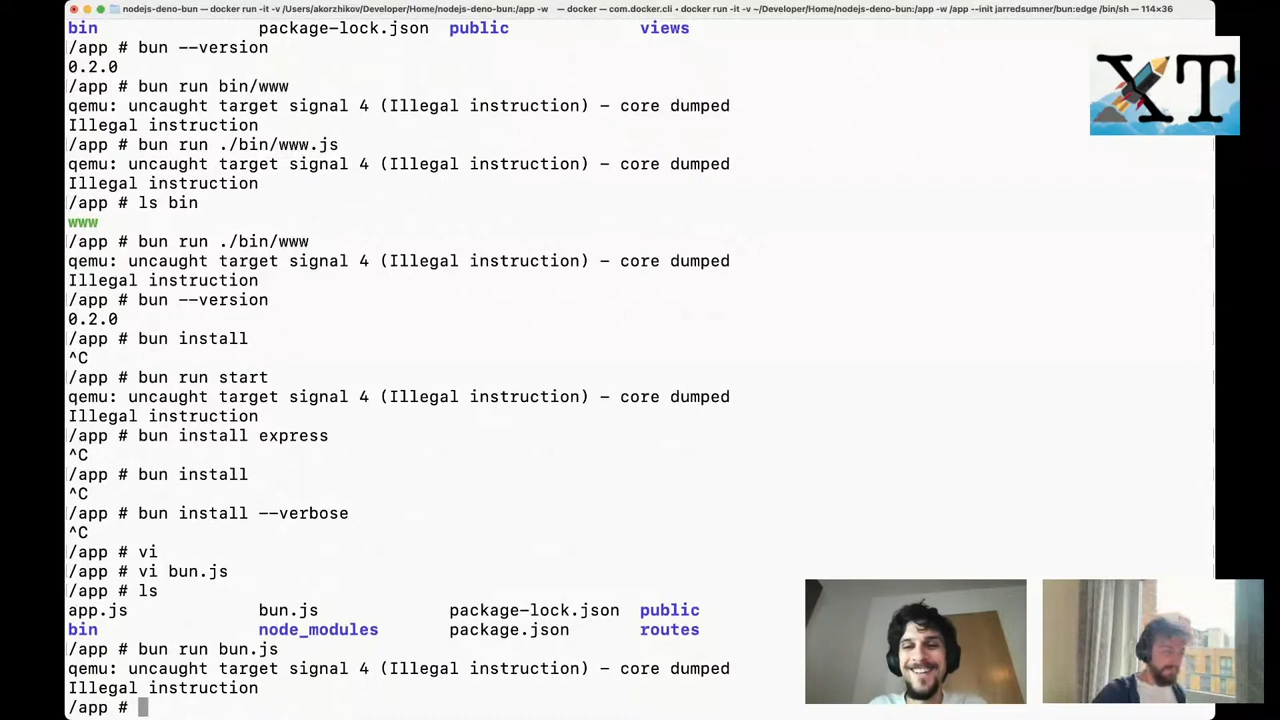 nodejs-deno-bun — docker run -it -v /Users/akorzhikov/Developer/Home/nodejs-deno-bun:/app -w — docker — com.docker.cli • docker run -it -v ~/Developer/Home/nodejs-deno-bun:/app -w /app --init jarredsumner/bun:edge /bin/sh — 114×36
bin package-lock.json public views
/app # bun --version
0.2.0
/app # bun run bin/www
qemu: uncaught target signal 4 (Illegal instruction) - core dumped
Illegal instruction
/app # bun run ./bin/www.js
qemu: uncaught target signal 4 (Illegal instruction) - core dumped
Illegal instruction
/app # ls bin
www
/app # bun run ./bin/www
qemu: uncaught target signal 4 (Illegal instruction) - core dumped
Illegal instruction
/app # bun --version
0.2.0
/app # bun install
^C
/app # bun run start
qemu: uncaught target signal 4 (Illegal instruction) - core dumped
Illegal instruction
/app # bun install express
^C
/app # bun install
^C
/app # bun install --verbose
^C
/app # vi
/app # vi bun.js
/app # ls
app.js bun.js package-lock.json public
bin node_modules package.json routes
/app # bun run bun.js
qemu: uncaught target signal 4 (Illegal instruction) - core dumped
Illegal instruction
/app #
XT